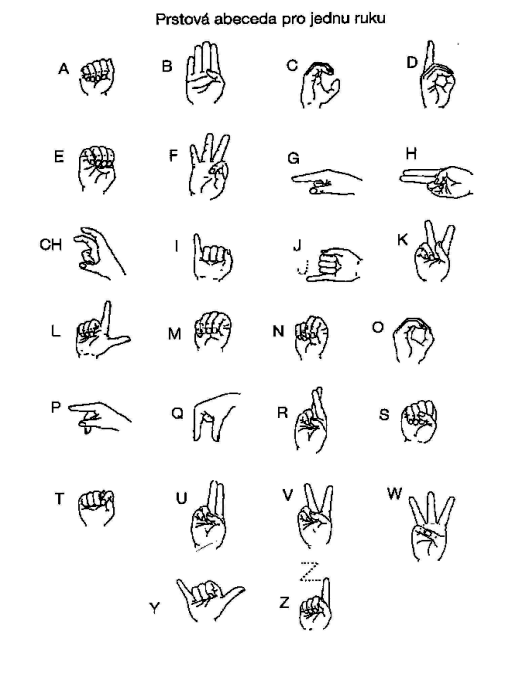 Prstová abeceda pro jednu ruku
A B C D
E F G H
CH I J K
L M N O
P Q R S
T U V W
Y Z